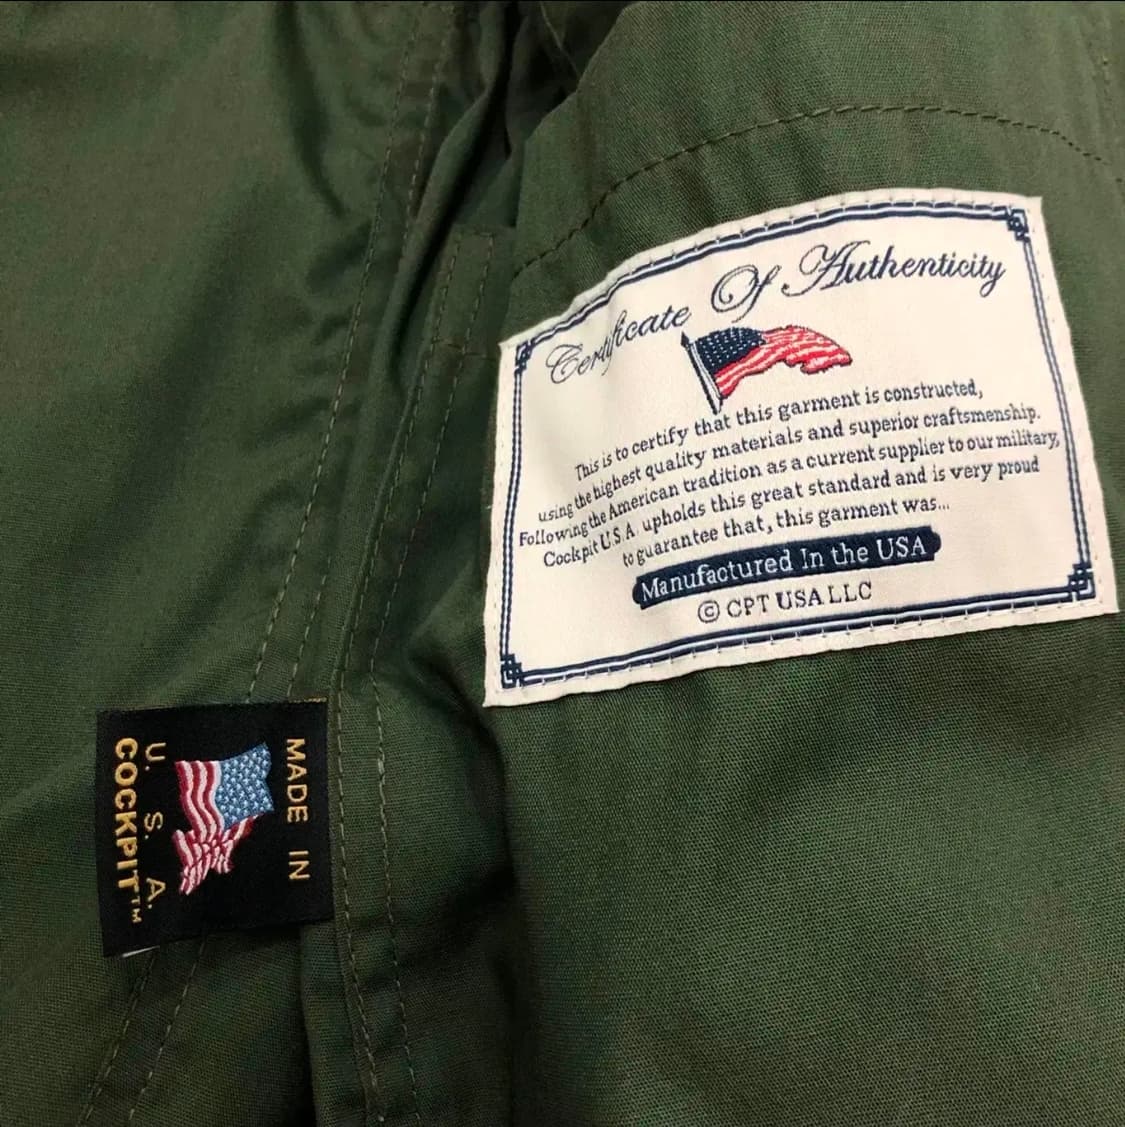 Certificate Of Authenticity
This is to certify that this garment is constructed,
using the highest quality materials and superior craftsmenship.
Following the American tradition as a current supplier to our military,
Cockpit U.S.A. upholds this great standard and is very proud
to guarantee that, this garment was...
Manufactured In the USA
© CPT USA LLC
MADE IN
U. S. A.
COCKPIT™